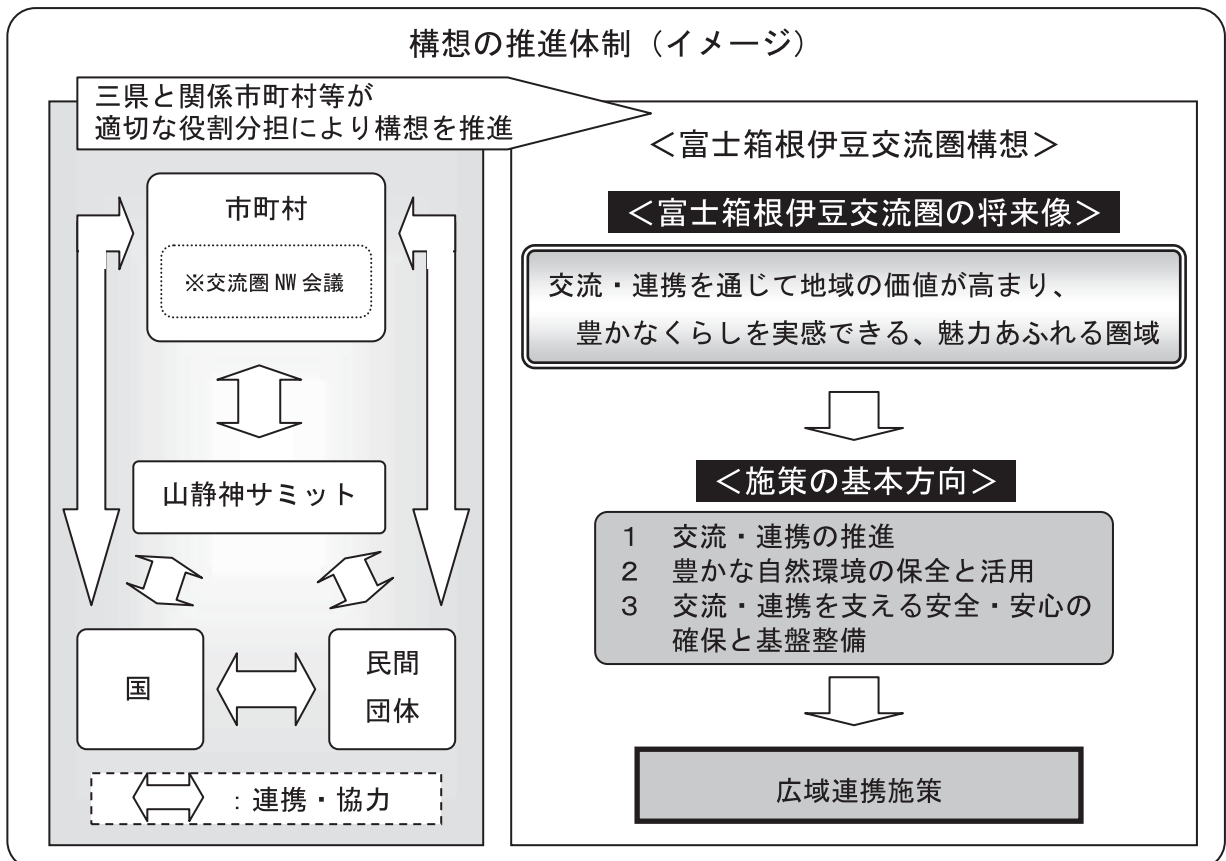 構想の推進体制（イメージ）
三県と関係市町村等が
適切な役割分担により構想を推進
市町村
※交流圏 NW 会議
山静神サミット
国
民間
団体
：連携・協力
＜富士箱根伊豆交流圏構想＞
＜富士箱根伊豆交流圏の将来像＞
交流・連携を通じて地域の価値が高まり、
豊かなくらしを実感できる、魅力あふれる圏域
＜施策の基本方向＞
1　交流・連携の推進
2　豊かな自然環境の保全と活用
3　交流・連携を支える安全・安心の
確保と基盤整備
広域連携施策